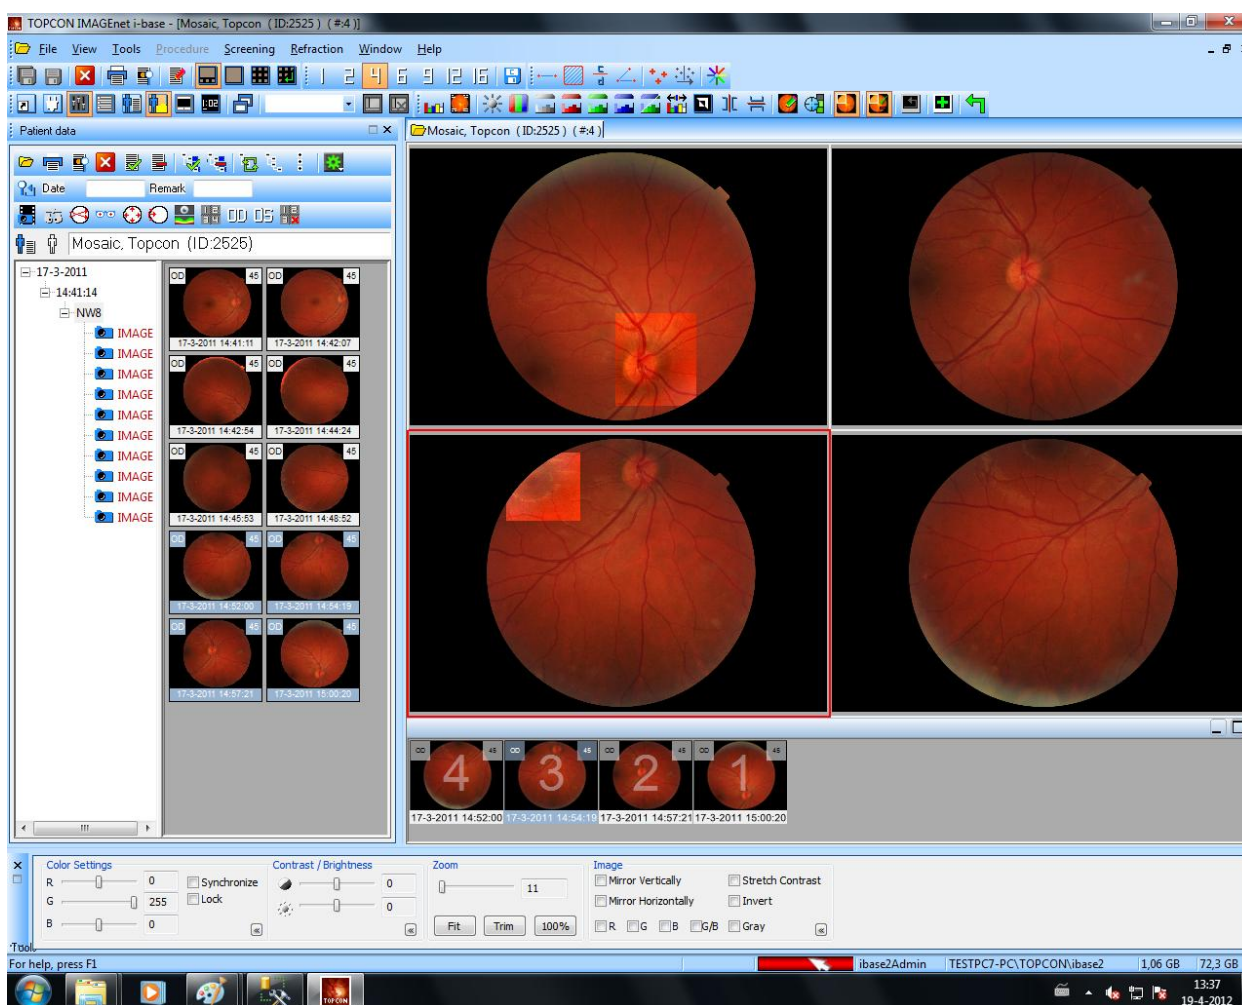 TOPCON IMAGEnet i-base - [Mosaic, Topcon (ID:2525) (#:4)]
File View Tools Procedure Screening Refraction Window Help
1 2 4 6 9 12 16
Patient data
Mosaic, Topcon (ID:2525) (#:4)
Date Remark
OD OS
Mosaic, Topcon (ID:2525)
17-3-2011
14:41:14
NW8
IMAGE
IMAGE
IMAGE
IMAGE
IMAGE
IMAGE
IMAGE
IMAGE
IMAGE
IMAGE
OD 45 OD 45
17-3-2011 14:41:11 17-3-2011 14:42:07
OD 45 OD 45
17-3-2011 14:42:54 17-3-2011 14:44:24
OD 45 OD 45
17-3-2011 14:45:53 17-3-2011 14:48:52
OD 45 OD 45
17-3-2011 14:52:00 17-3-2011 14:54:19
OD 45 OD 45
17-3-2011 14:57:21 17-3-2011 15:00:20
OD 45 OD 45 OD 45 OD 45
4 3 2 1
17-3-2011 14:52:00 17-3-2011 14:54:19 17-3-2011 14:57:21 17-3-2011 15:00:20
Color Settings Contrast / Brightness Zoom Image
R 0 Synchronize 0 11 Mirror Vertically Stretch Contrast
G 255 Lock 0 Mirror Horizontally Invert
B 0 Fit Trim 100% R G B G/B Gray
For help, press F1 ibase2Admin TESTPC7-PC\TOPCON\ibase2 1,06 GB 72,3 GB
TOPCON
13:37
19-4-2012